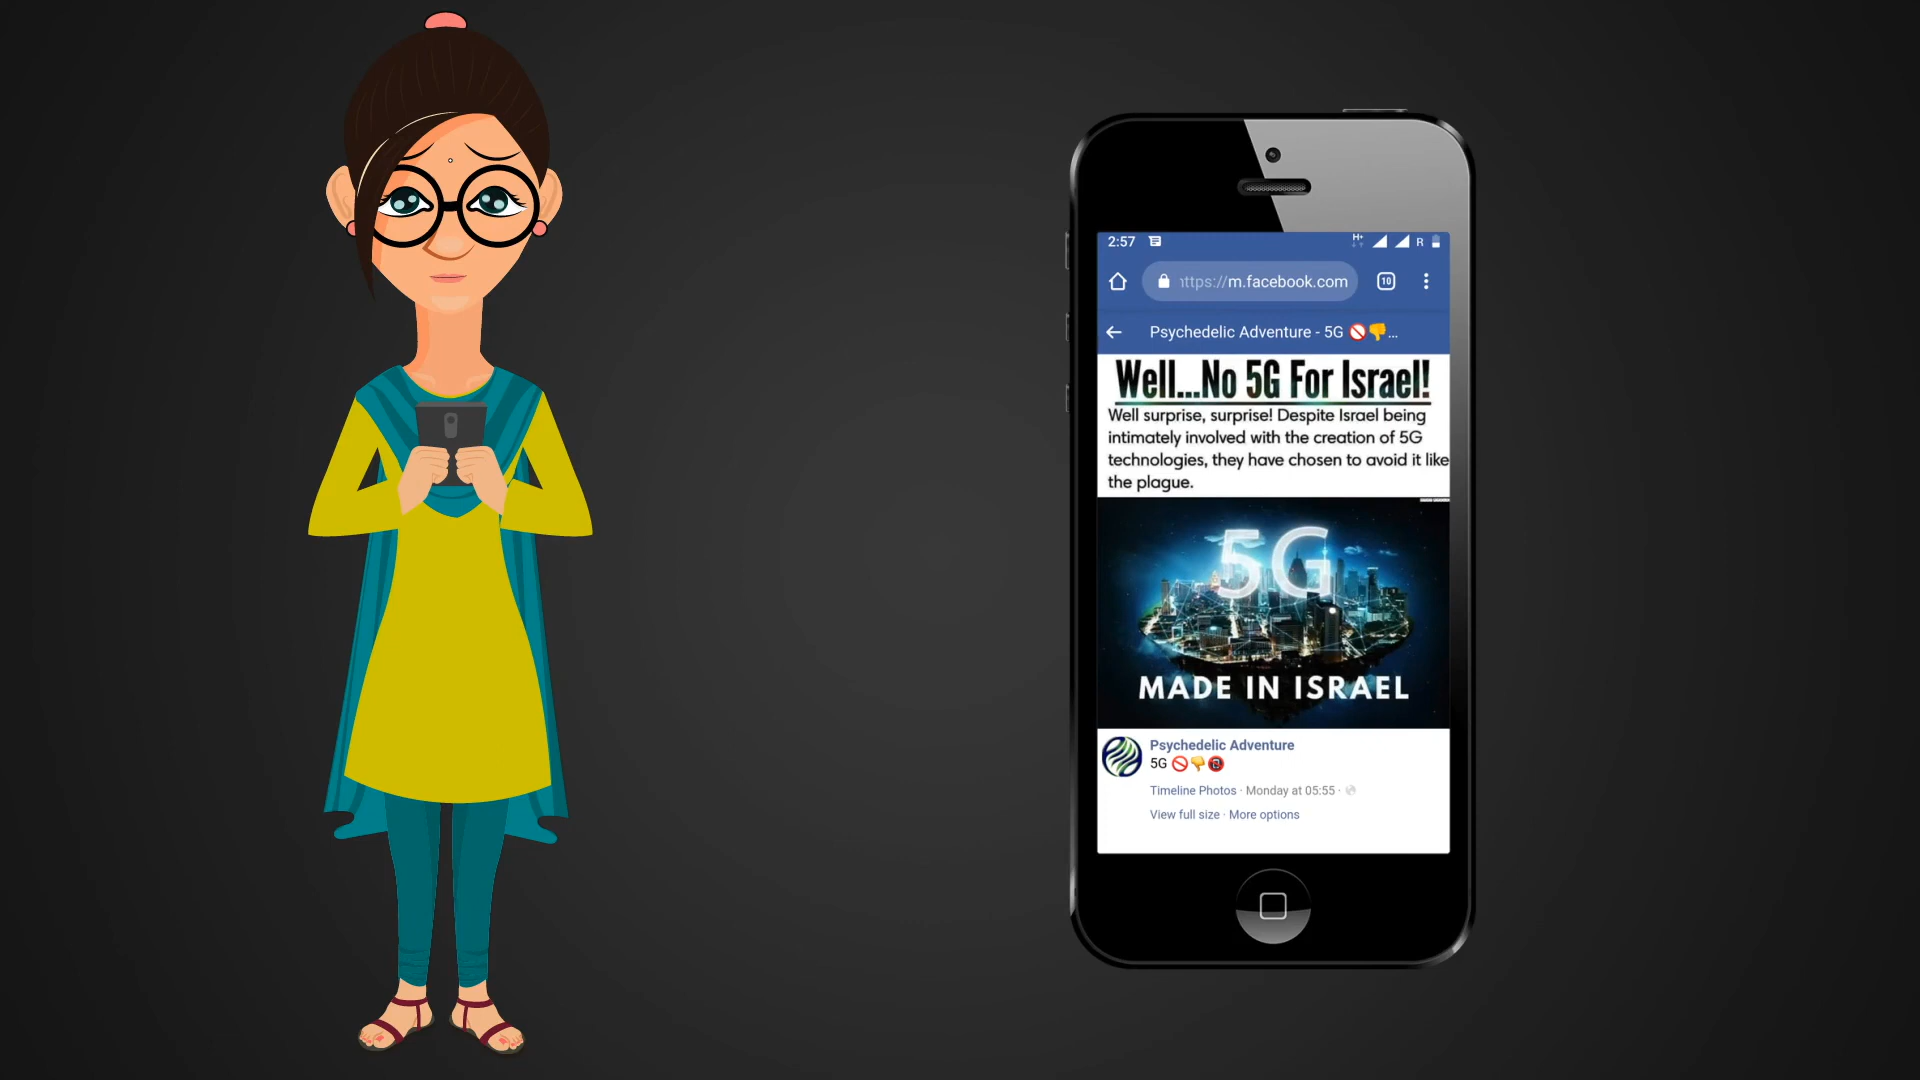 2:57 H+ R
ttps://m.facebook.com 10
Psychedelic Adventure - 5G 🚫👎...
Well...No 5G For Israel!
Well surprise, surprise! Despite Israel being
intimately involved with the creation of 5G
technologies, they have chosen to avoid it like
the plague.
5G
MADE IN ISRAEL
Psychedelic Adventure
5G 🚫👎📵
Timeline Photos · Monday at 05:55 ·
View full size · More options